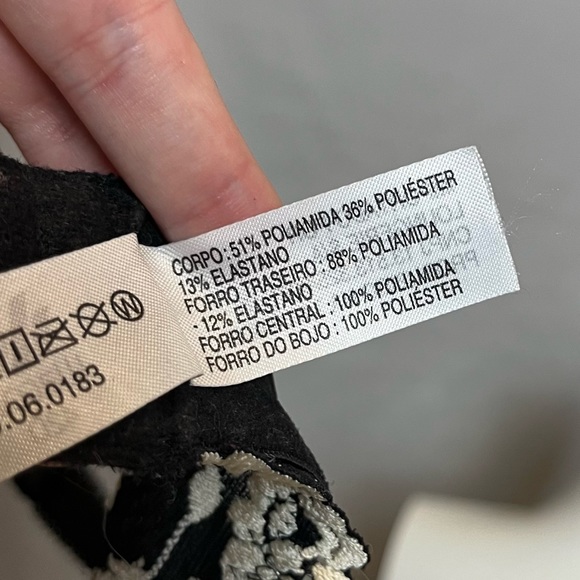 CORPO : 51% POLIAMIDA 36% POLIÉSTER
13% ELASTANO
FORRO TRASEIRO : 88% POLIAMIDA
- 12% ELASTANO
FORRO CENTRAL : 100% POLIAMIDA
FORRO DO BOJO : 100% POLIÉSTER
W
.06.0183